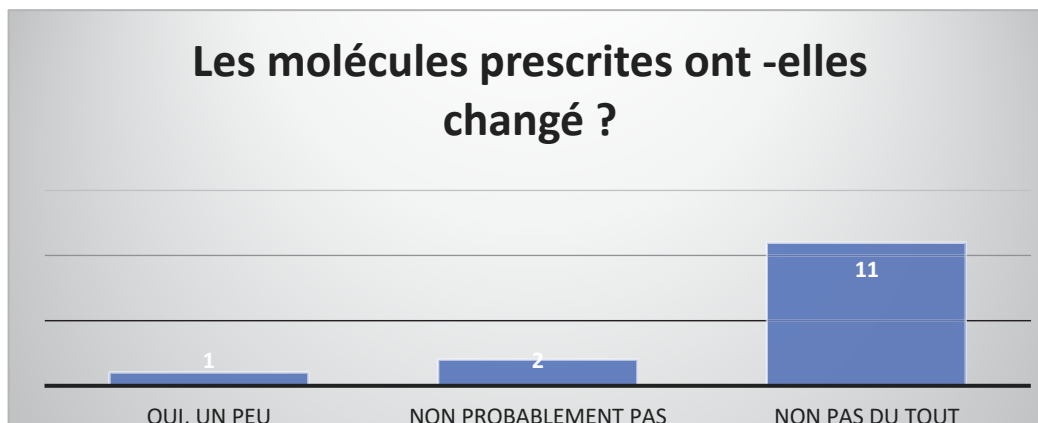 Les molécules prescrites ont -elles
changé ?
11
1
2
OUI, UN PEU
NON PROBABLEMENT PAS
NON PAS DU TOUT